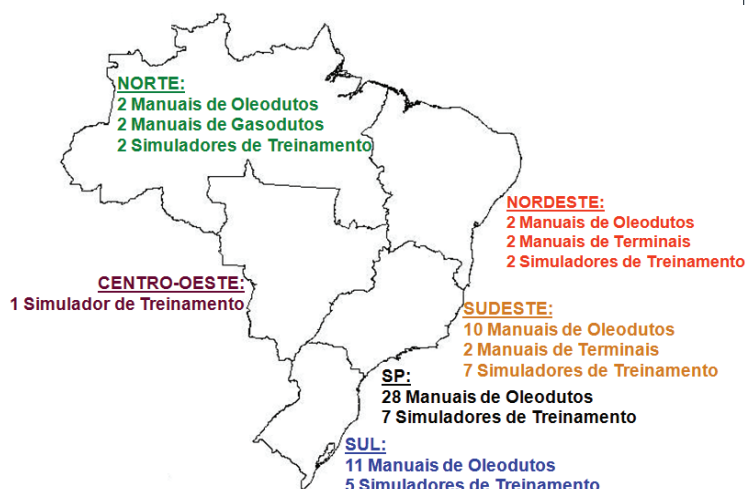 NORTE:
2 Manuais de Oleodutos
2 Manuais de Gasodutos
2 Simuladores de Treinamento
NORDESTE:
2 Manuais de Oleodutos
2 Manuais de Terminais
2 Simuladores de Treinamento
CENTRO-OESTE:
1 Simulador de Treinamento
SUDESTE:
10 Manuais de Oleodutos
2 Manuais de Terminais
7 Simuladores de Treinamento
SP:
28 Manuais de Oleodutos
7 Simuladores de Treinamento
SUL:
11 Manuais de Oleodutos
5 Simuladores de Treinamento